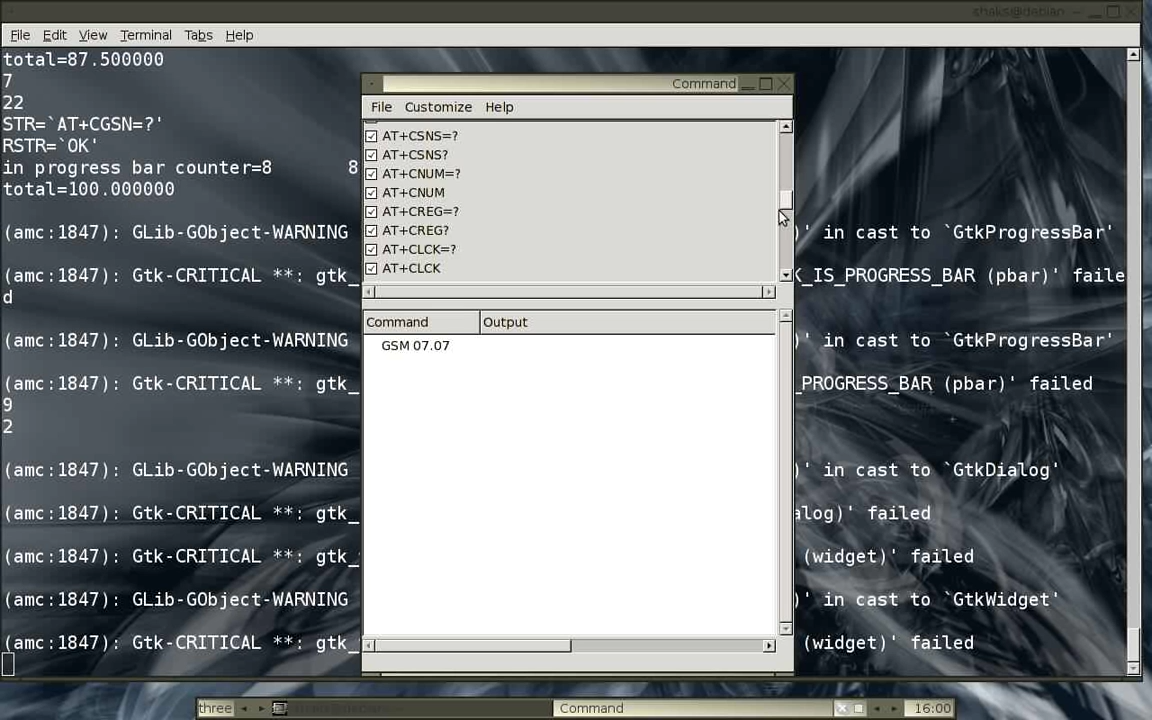 shaks@debian: ~
File Edit View Terminal Tabs Help
total=87.500000
7
22
STR=`AT+CGSN=?'
RSTR=`OK'
in progress bar counter=8 8
total=100.000000
(amc:1847): GLib-GObject-WARNING )' in cast to `GtkProgressBar'
(amc:1847): Gtk-CRITICAL **: gtk_ K_IS_PROGRESS_BAR (pbar)' faile
d
(amc:1847): GLib-GObject-WARNING )' in cast to `GtkProgressBar'
(amc:1847): Gtk-CRITICAL **: gtk_ _PROGRESS_BAR (pbar)' failed
9
2
(amc:1847): GLib-GObject-WARNING )' in cast to `GtkDialog'
(amc:1847): Gtk-CRITICAL **: gtk_ alog)' failed
(amc:1847): Gtk-CRITICAL **: gtk_ (widget)' failed
(amc:1847): GLib-GObject-WARNING )' in cast to `GtkWidget'
(amc:1847): Gtk-CRITICAL **: gtk_ (widget)' failed
Command
File Customize Help
AT+CSNS=?
AT+CSNS?
AT+CNUM=?
AT+CNUM
AT+CREG=?
AT+CREG?
AT+CLCK=?
AT+CLCK
Command Output
GSM 07.07
three shaks@debian: ~ Command 16:00